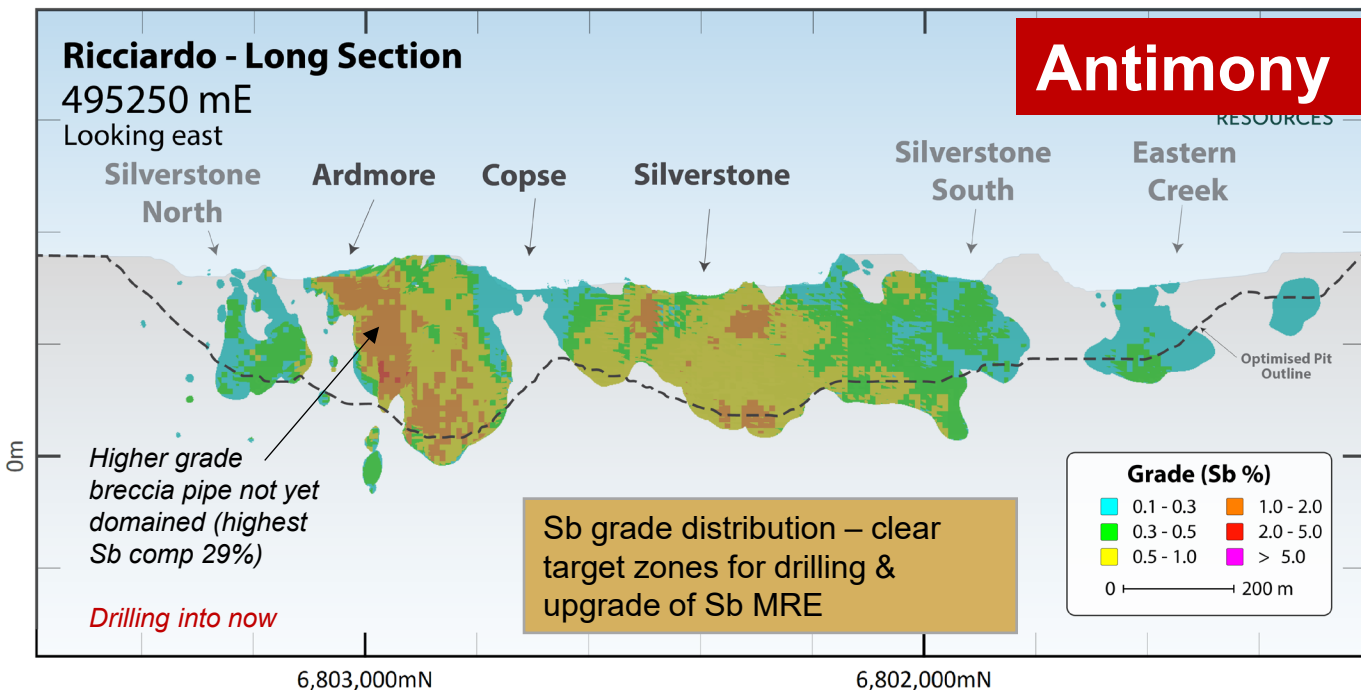 Ricciardo - Long Section
495250 mE
Looking east
Antimony
RESOURCES
Silverstone
North
Ardmore
Copse
Silverstone
Silverstone
South
Eastern
Creek
Optimised Pit
Outline
0m
Higher grade
breccia pipe not yet
domained (highest
Sb comp 29%)
Drilling into now
Sb grade distribution – clear
target zones for drilling &
upgrade of Sb MRE
Grade (Sb %)
0.1 - 0.3
1.0 - 2.0
0.3 - 0.5
2.0 - 5.0
0.5 - 1.0
> 5.0
0 200 m
6,803,000mN
6,802,000mN